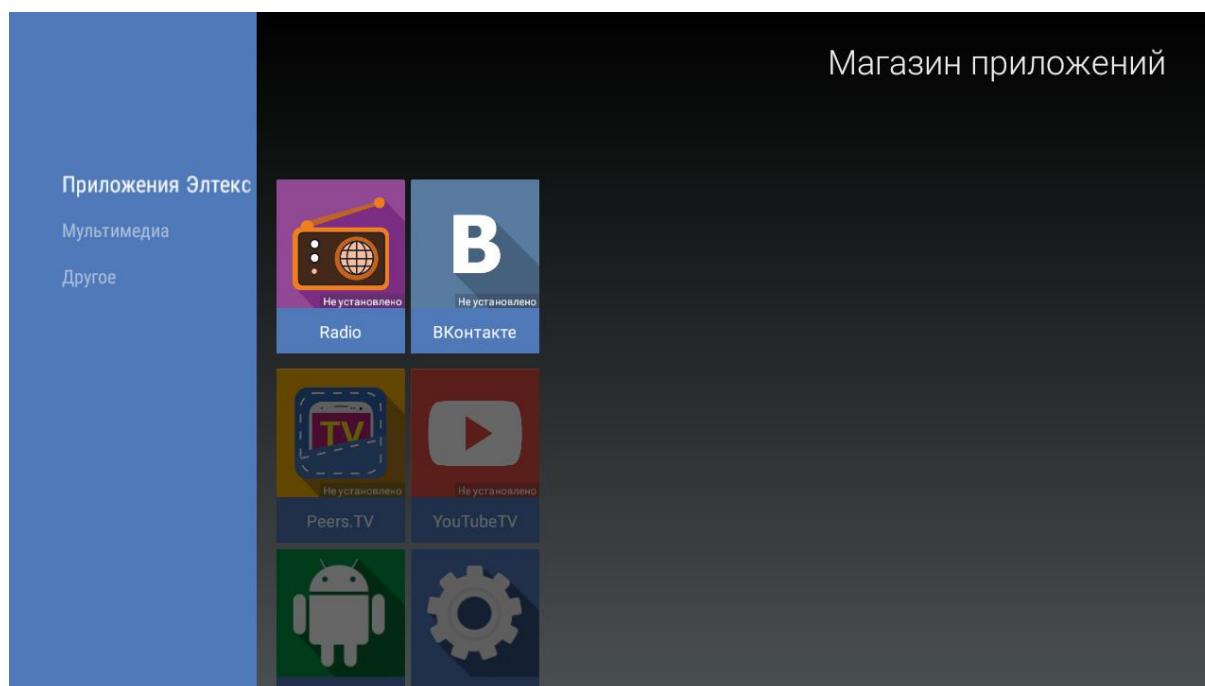 Магазин приложений
Приложения Элтекс
Мультимедиа
Другое
В
Не установлено
Не установлено
Radio
ВКонтакте
TV
Не установлено
Не установлено
Peers.TV
YouTubeTV